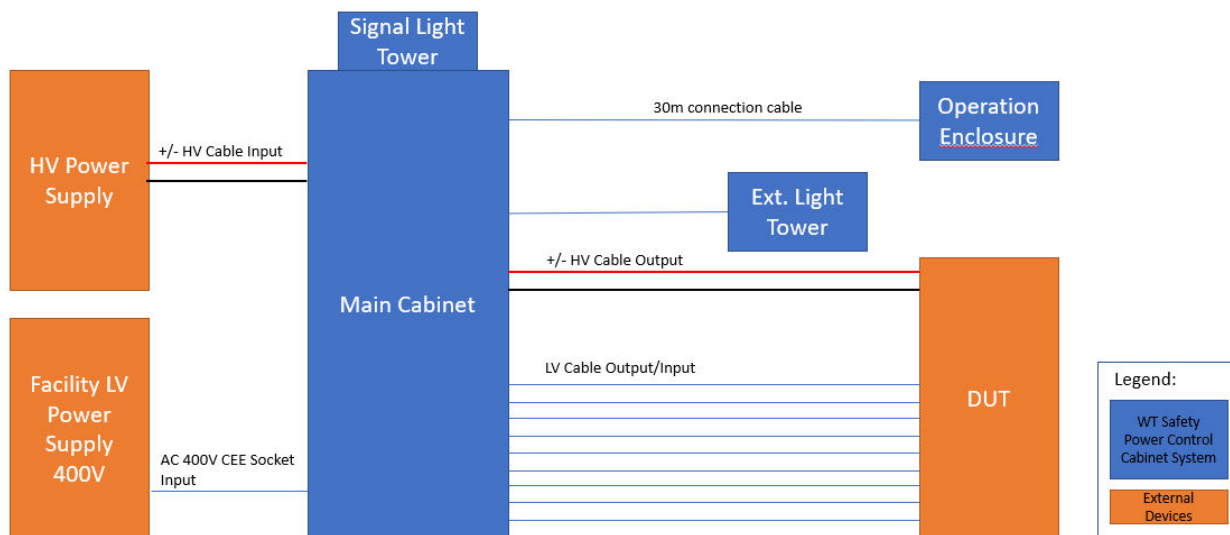 Signal Light
Tower
30m connection cable
Operation
Enclosure
+/- HV Cable Input
HV Power
Supply
Ext. Light
Tower
+/- HV Cable Output
Main Cabinet
LV Cable Output/Input
Facility LV
Power
Supply
400V
AC 400V CEE Socket
Input
DUT
Legend:
WT Safety
Power Control
Cabinet System
External
Devices